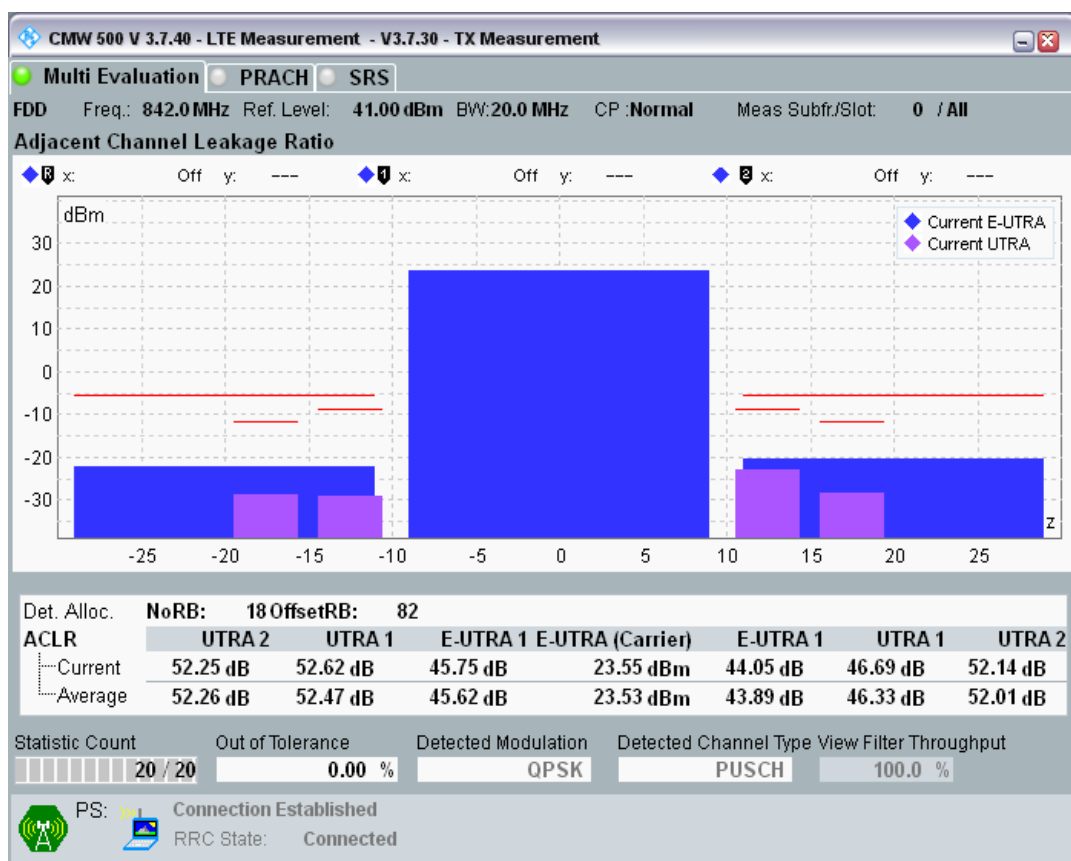 CMW 500 V 3.7.40 - LTE Measurement - V3.7.30 - TX Measurement
Multi Evaluation PRACH SRS
FDD Freq.: 842.0 MHz Ref. Level: 41.00 dBm BW:20.0 MHz CP :Normal Meas Subfr./Slot: 0 / All
Adjacent Channel Leakage Ratio
R x: Off y: --- 1 x: Off y: --- 2 x: Off y: ---
dBm
Current E-UTRA
Current UTRA
30
20
10
0
-10
-20
-30
z
-25 -20 -15 -10 -5 0 5 10 15 20 25
Det. Alloc. NoRB: 18 OffsetRB: 82
ACLR UTRA 2 UTRA 1 E-UTRA 1 E-UTRA (Carrier) E-UTRA 1 UTRA 1 UTRA 2
Current 52.25 dB 52.62 dB 45.75 dB 23.55 dBm 44.05 dB 46.69 dB 52.14 dB
Average 52.26 dB 52.47 dB 45.62 dB 23.53 dBm 43.89 dB 46.33 dB 52.01 dB
Statistic Count Out of Tolerance Detected Modulation Detected Channel Type View Filter Throughput
20 / 20 0.00 % QPSK PUSCH 100.0 %
PS: Connection Established
RRC State: Connected